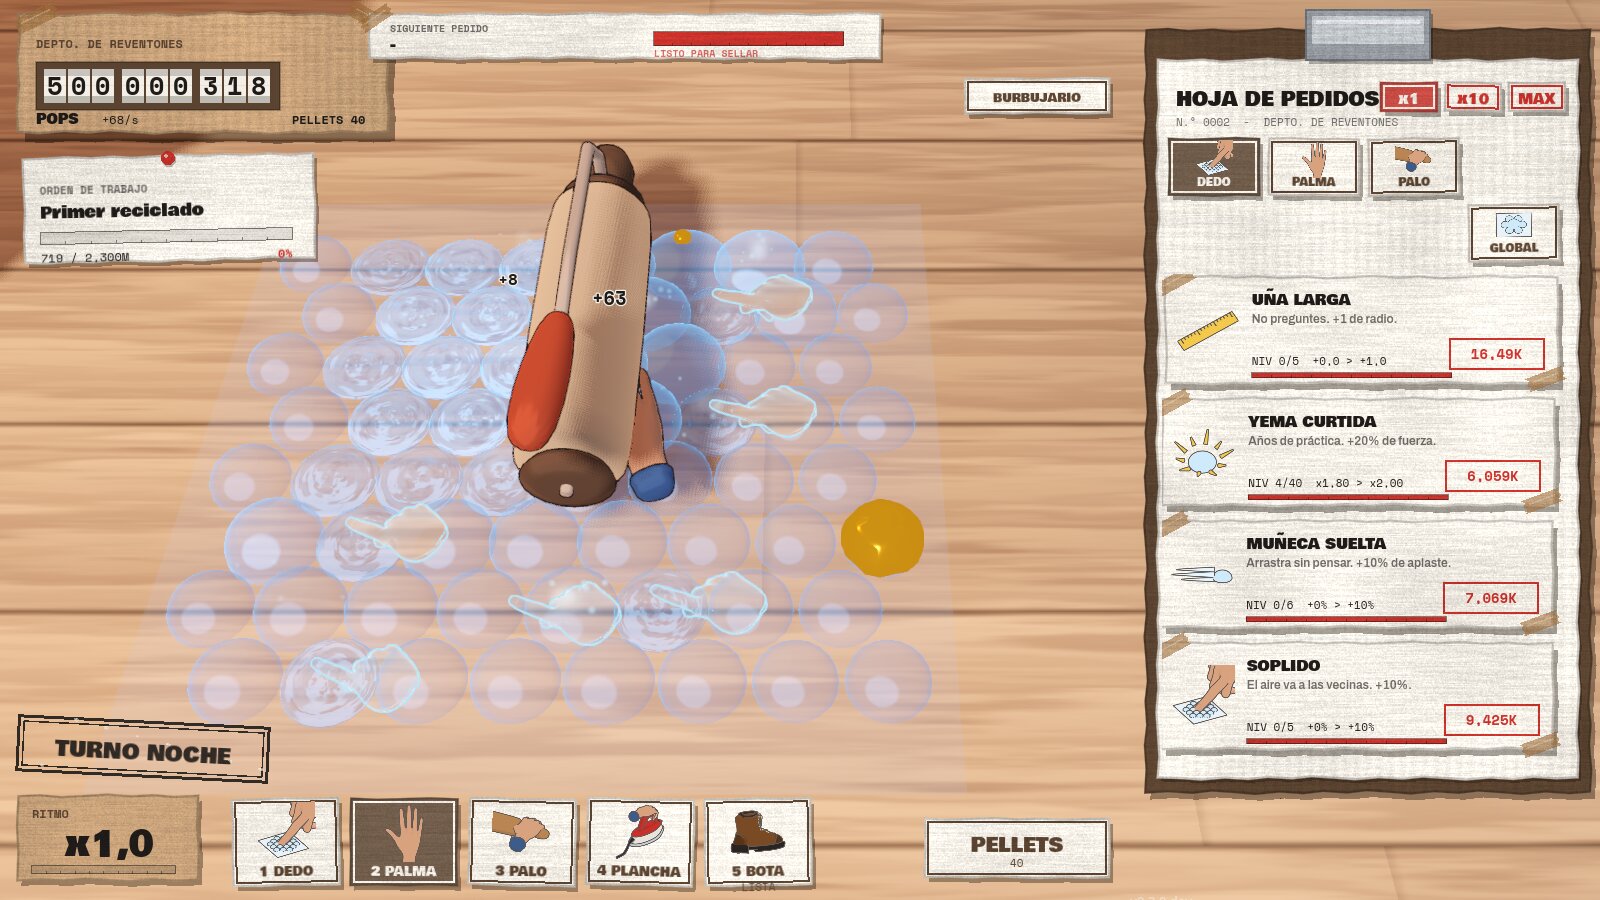 DEPTO. DE REVENTONES
500 000 318
POPS +68/s PELLETS 40
SIGUIENTE PEDIDO
-
LISTO PARA SELLAR
BURBUJARIO
ORDEN DE TRABAJO
Primer reciclado
719 / 2,300M 0%
+8
+63
HOJA DE PEDIDOS x1 x10 MAX
N.° 0002 - DEPTO. DE REVENTONES
DEDO PALMA PALO
GLOBAL
UÑA LARGA
No preguntes. +1 de radio.
NIV 0/5 +0,0 > +1,0 16,49K
YEMA CURTIDA
Años de práctica. +20% de fuerza.
NIV 4/40 x1,80 > x2,00 6,059K
MUÑECA SUELTA
Arrastra sin pensar. +10% de aplaste.
NIV 0/6 +0% > +10% 7,069K
SOPLIDO
El aire va a las vecinas. +10%.
NIV 0/5 +0% > +10% 9,425K
TURNO NOCHE
RITMO
x1,0
1 DEDO 2 PALMA 3 PALO 4 PLANCHA 5 BOTA
LISTA
PELLETS
40